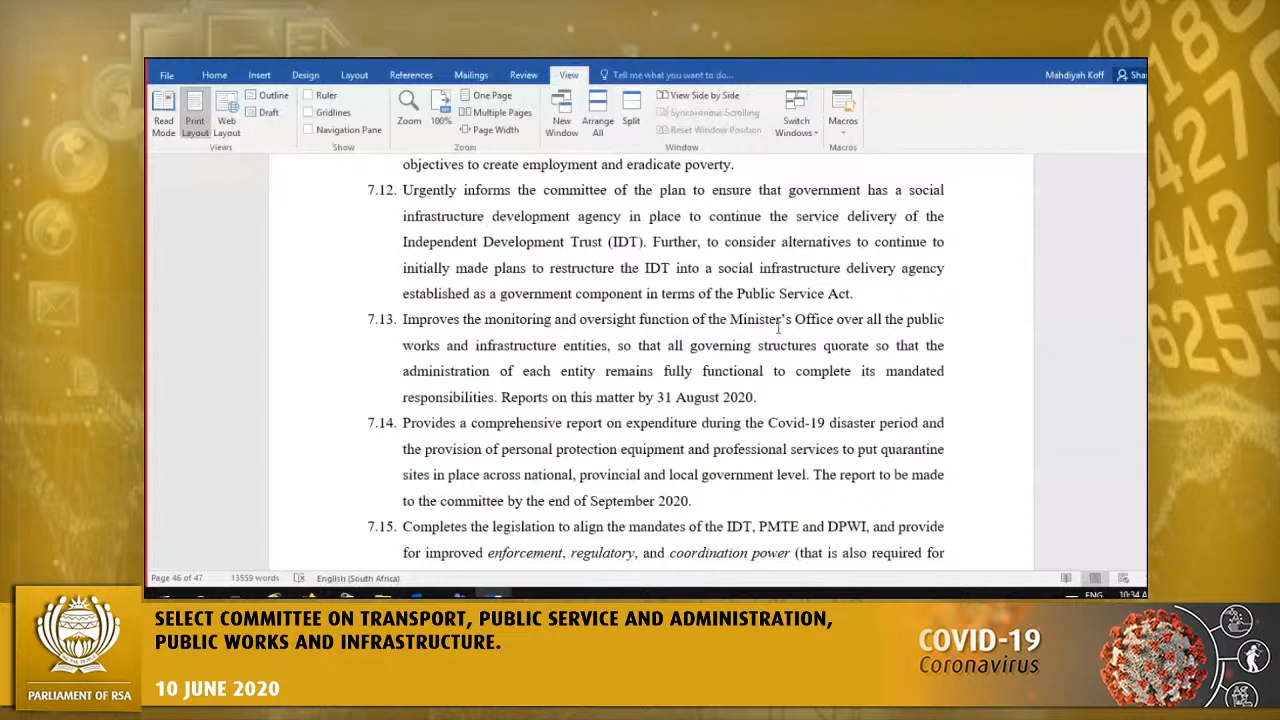 File Home Insert Design Layout References Mailings Review View Tell me what you want to do... Mahdiyah Koff
Read Mode Print Layout Web Layout Outline Draft
Ruler Gridlines Navigation Pane
Zoom 100% One Page Multiple Pages Page Width
New Window Arrange All Split View Side by Side Synchronous Scrolling Reset Window Position Switch Windows Macros
Views Show Zoom Window Macros
objectives to create employment and eradicate poverty.
7.12. Urgently informs the committee of the plan to ensure that government has a social
infrastructure development agency in place to continue the service delivery of the
Independent Development Trust (IDT). Further, to consider alternatives to continue to
initially made plans to restructure the IDT into a social infrastructure delivery agency
established as a government component in terms of the Public Service Act.
7.13. Improves the monitoring and oversight function of the Minister's Office over all the public
works and infrastructure entities, so that all governing structures quorate so that the
administration of each entity remains fully functional to complete its mandated
responsibilities. Reports on this matter by 31 August 2020.
7.14. Provides a comprehensive report on expenditure during the Covid-19 disaster period and
the provision of personal protection equipment and professional services to put quarantine
sites in place across national, provincial and local government level. The report to be made
to the committee by the end of September 2020.
7.15. Completes the legislation to align the mandates of the IDT, PMTE and DPWI, and provide
for improved enforcement, regulatory, and coordination power (that is also required for
Page 46 of 47 13559 words English (South Africa)
ENG 10:34
SELECT COMMITTEE ON TRANSPORT, PUBLIC SERVICE AND ADMINISTRATION,
PUBLIC WORKS AND INFRASTRUCTURE.
10 JUNE 2020
PARLIAMENT OF RSA
COVID-19
Coronavirus